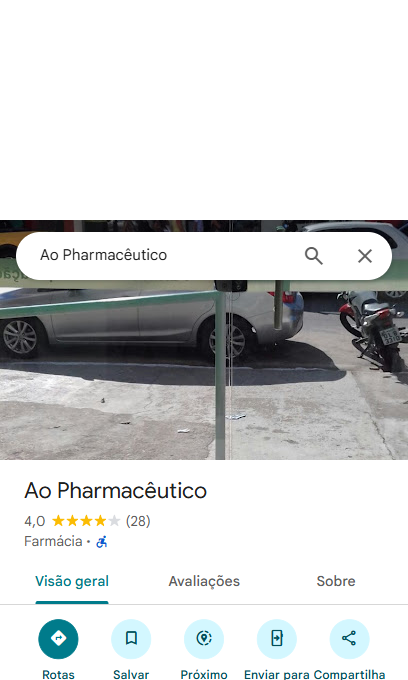 Ao Pharmacêutico
Ao Pharmacêutico
4,0 (28)
Farmácia ·
Visão geral Avaliações Sobre
Rotas Salvar Próximo Enviar para Compartilha